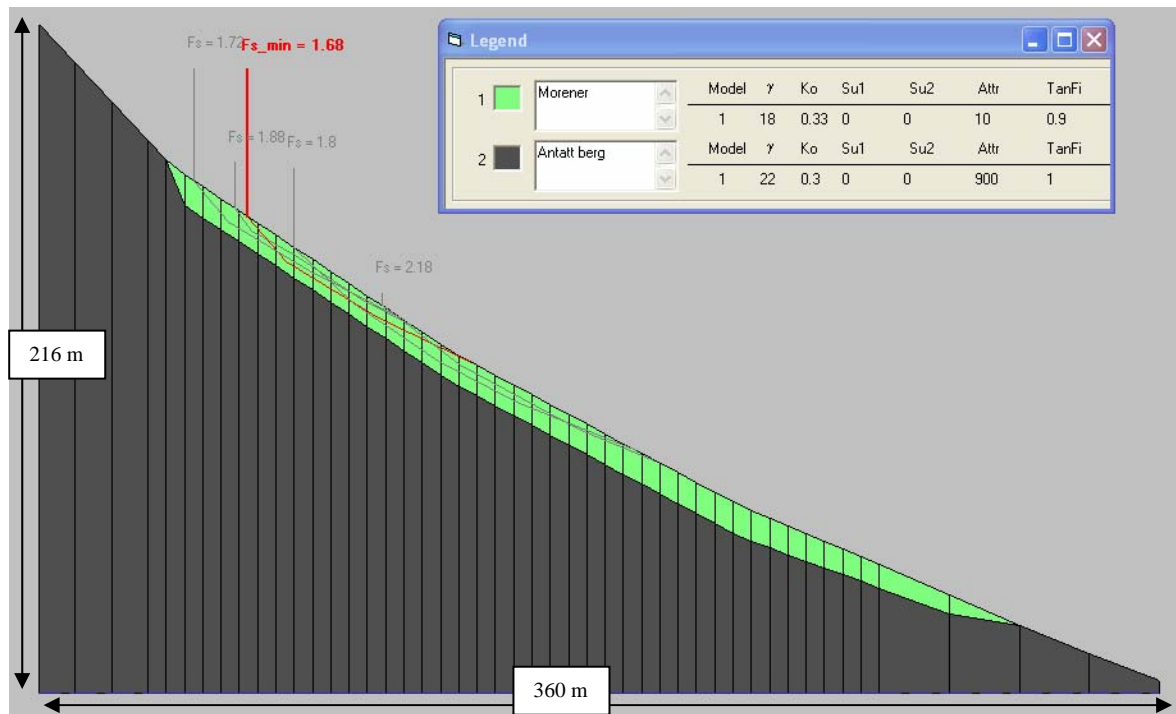 Fs = 1.72
Fs_min = 1.68
Legend
1 Morener
Model γ Ko Su1 Su2 Attr TanFi
1 18 0.33 0 0 10 0.9
2 Antatt berg
Model γ Ko Su1 Su2 Attr TanFi
1 22 0.3 0 0 900 1
Fs = 1.88
Fs = 1.8
Fs = 2.18
216 m
360 m